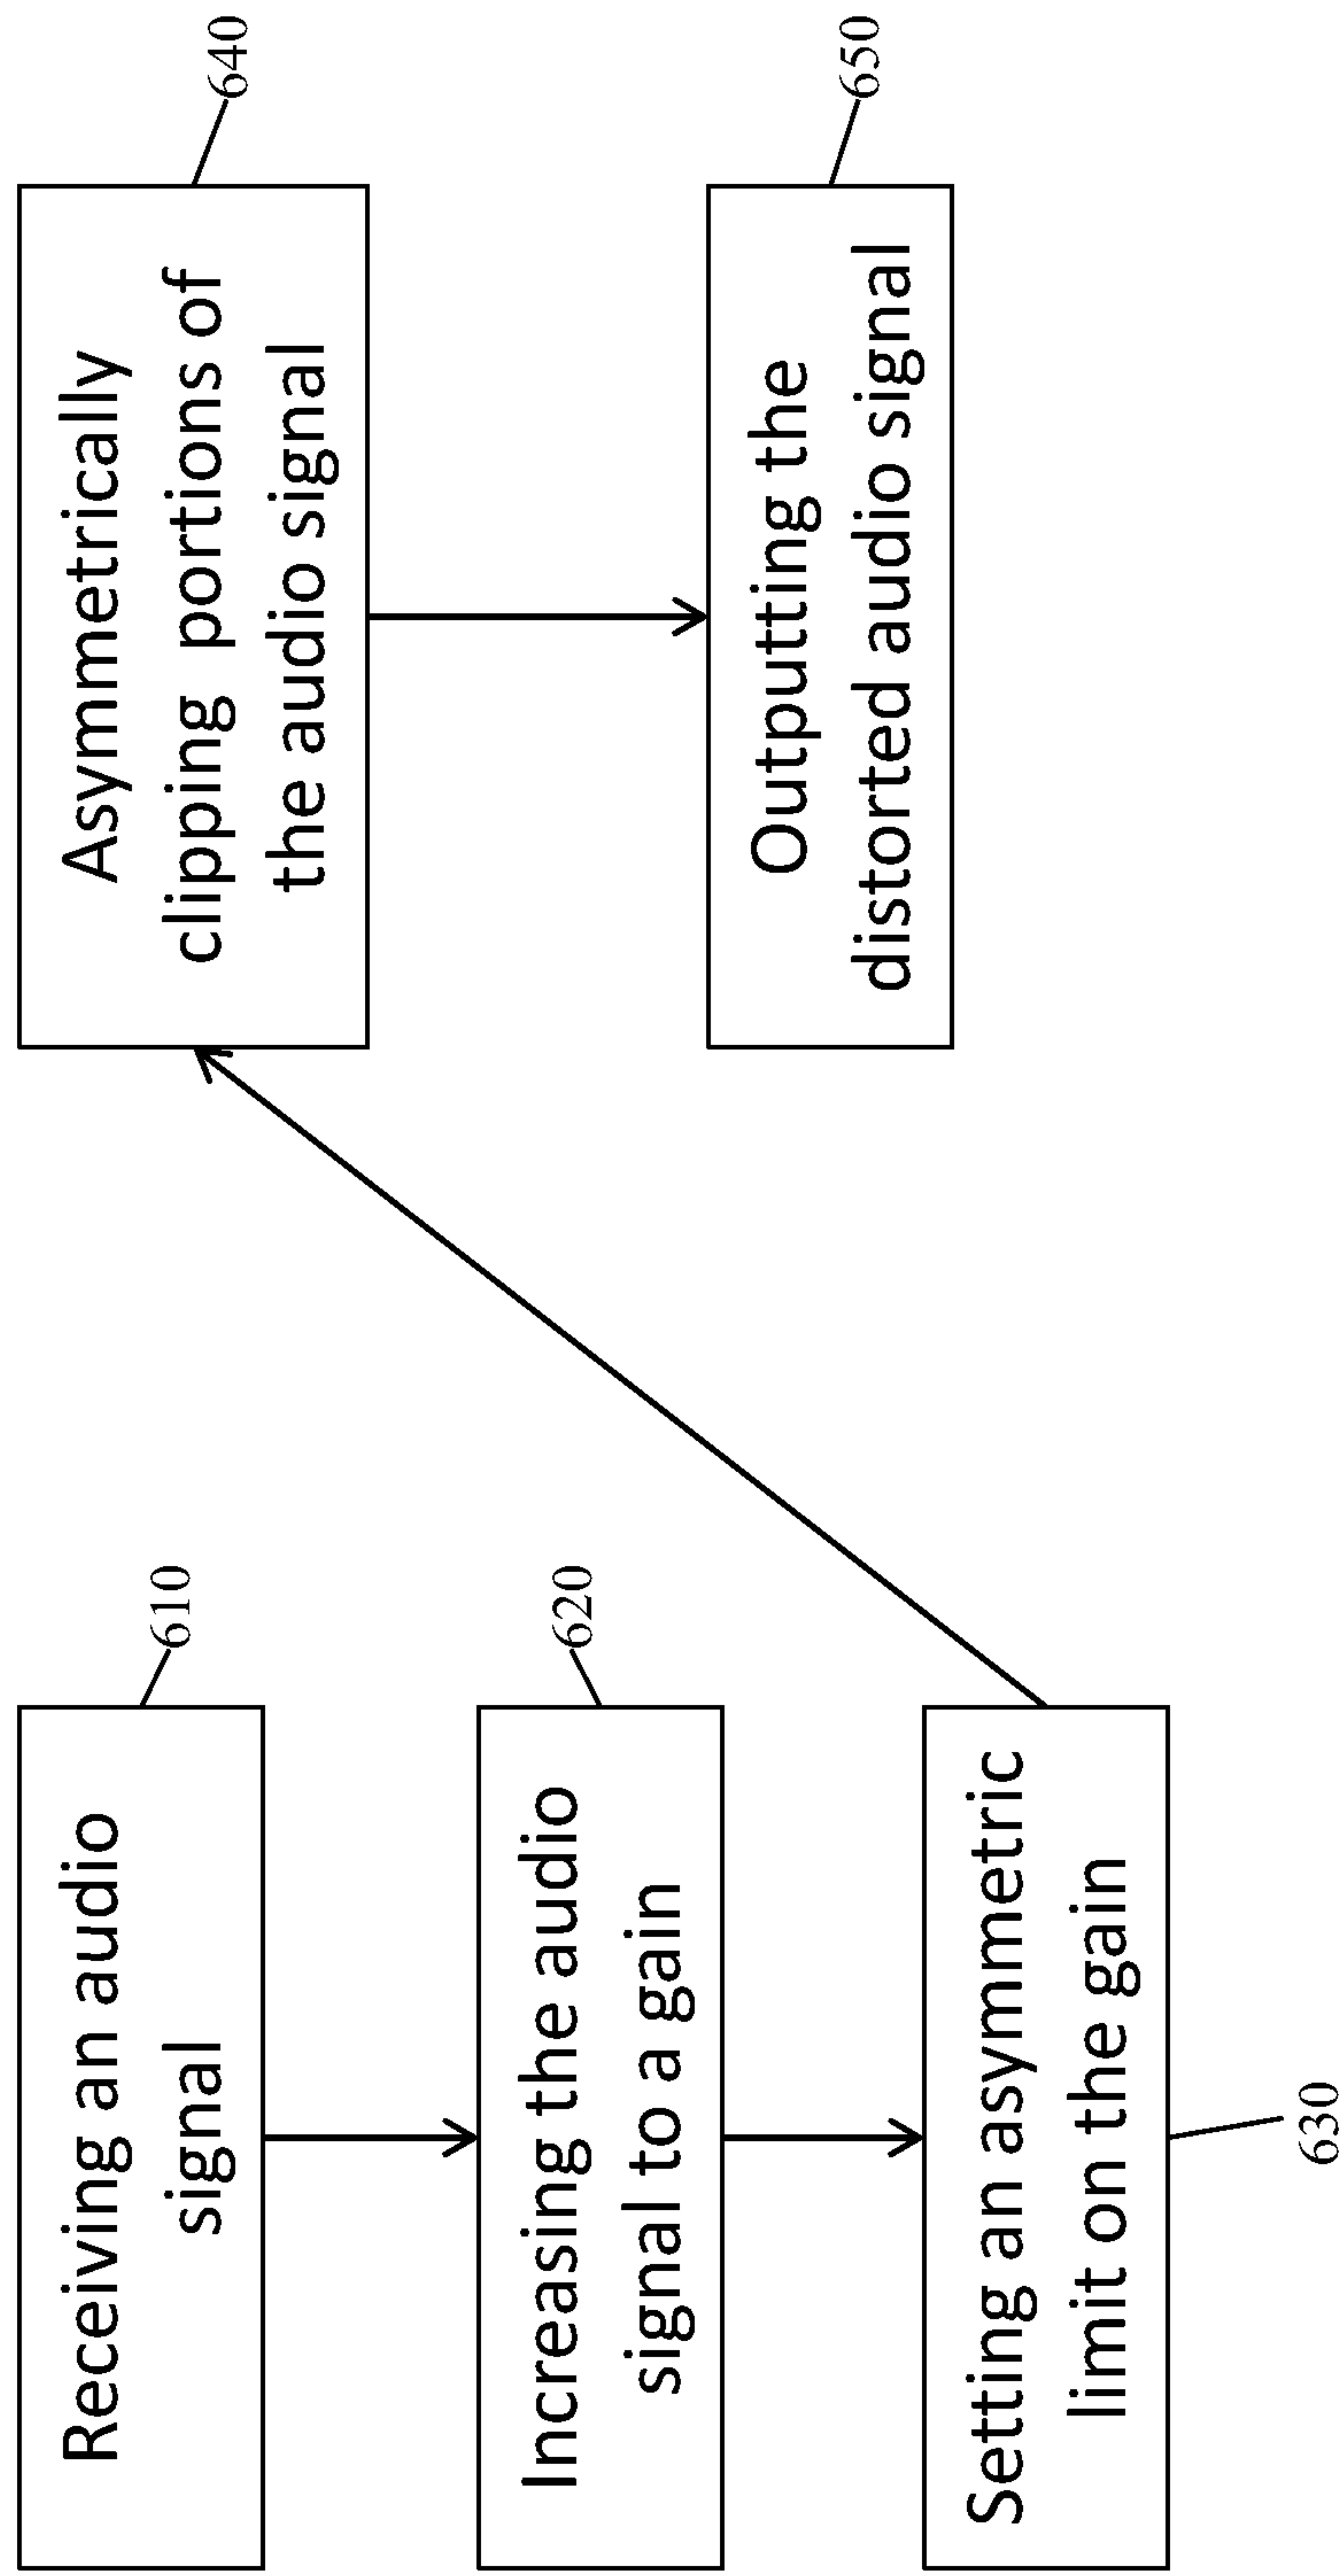 Receiving an audio
signal
610
Increasing the audio
signal to a gain
620
Setting an asymmetric
limit on the gain
630
Asymmetrically
clipping portions of
the audio signal
640
Outputting the
distorted audio signal
650